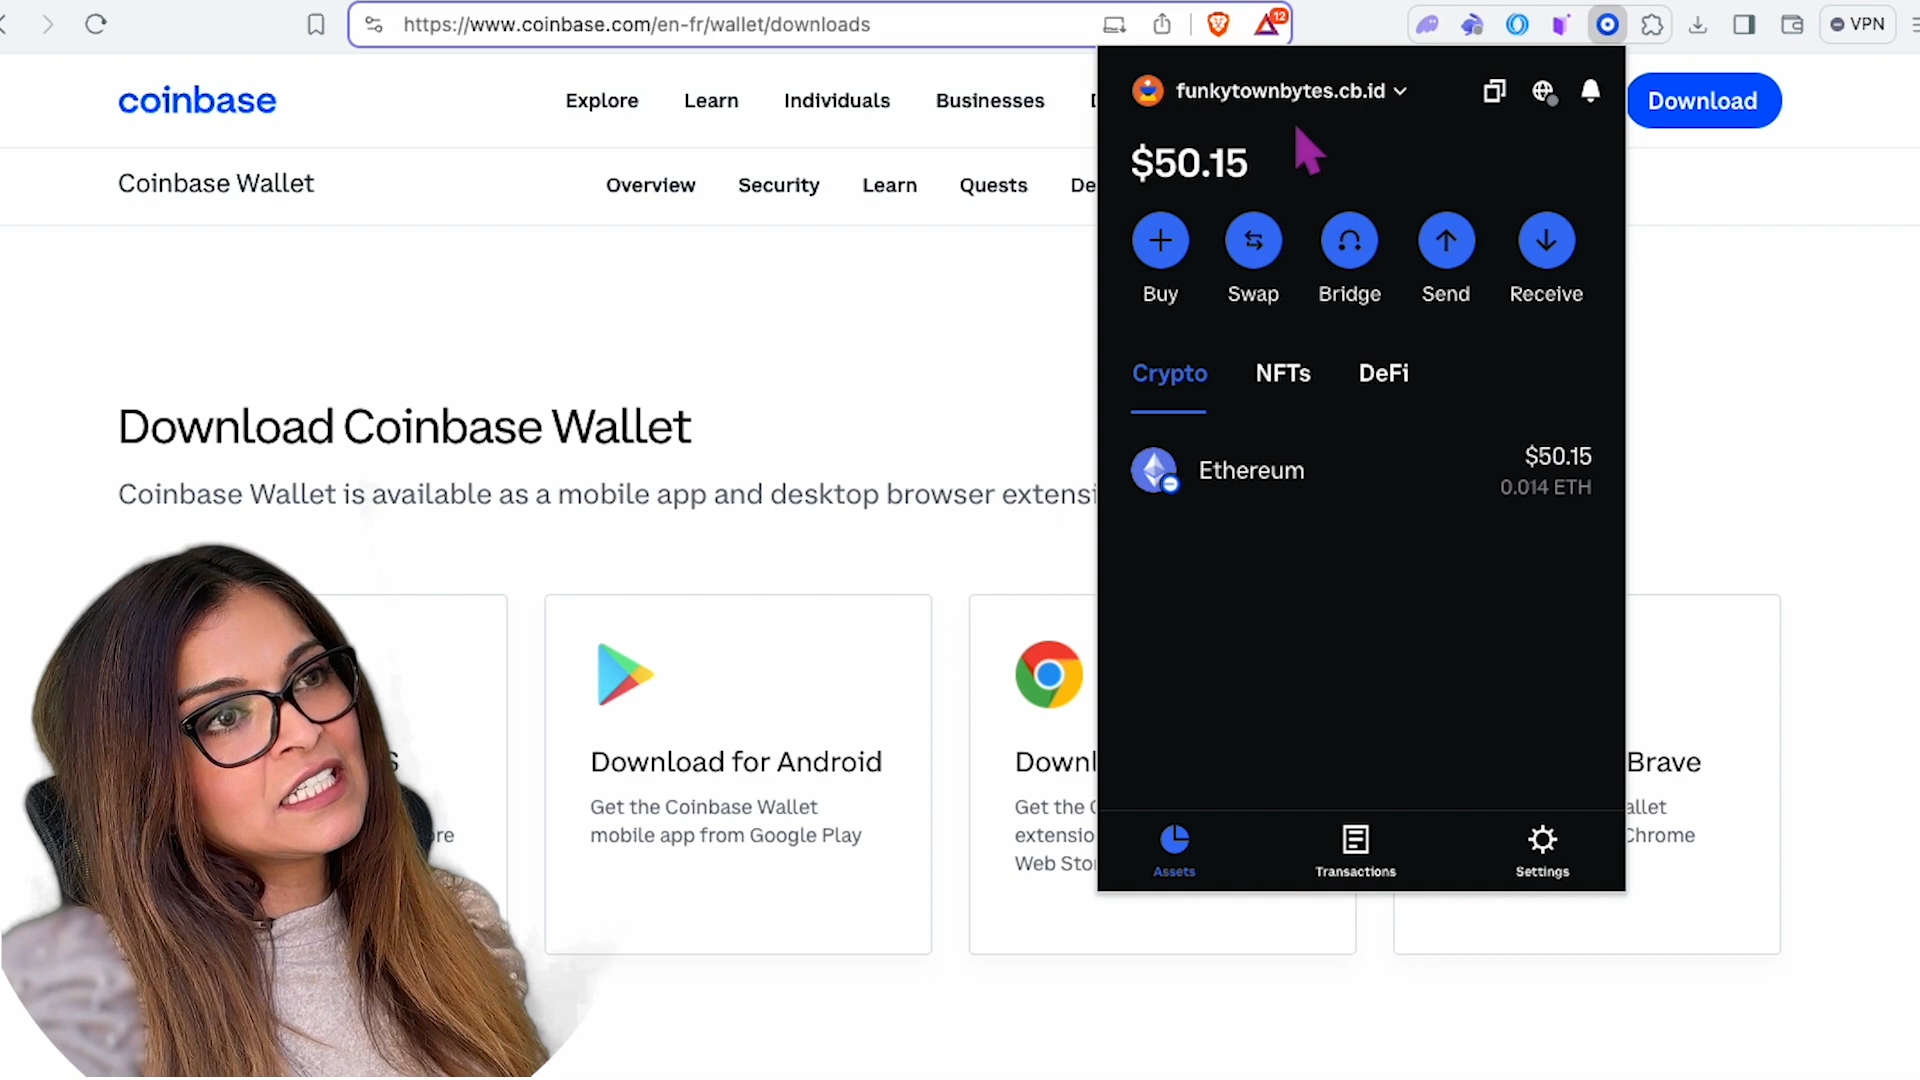 https://www.coinbase.com/en-fr/wallet/downloads
12
VPN
coinbase
Explore
Learn
Individuals
Businesses
Download
Coinbase Wallet
Overview
Security
Learn
Quests
De
Download Coinbase Wallet
Coinbase Wallet is available as a mobile app and desktop browser extensi
s
ore
Download for Android
Get the Coinbase Wallet
mobile app from Google Play
Downl
Get the C
extensio
Web Sto
Brave
allet
Chrome
funkytownbytes.cb.id
$50.15
Buy
Swap
Bridge
Send
Receive
Crypto
NFTs
DeFi
Ethereum
$50.15
0.014 ETH
Assets
Transactions
Settings